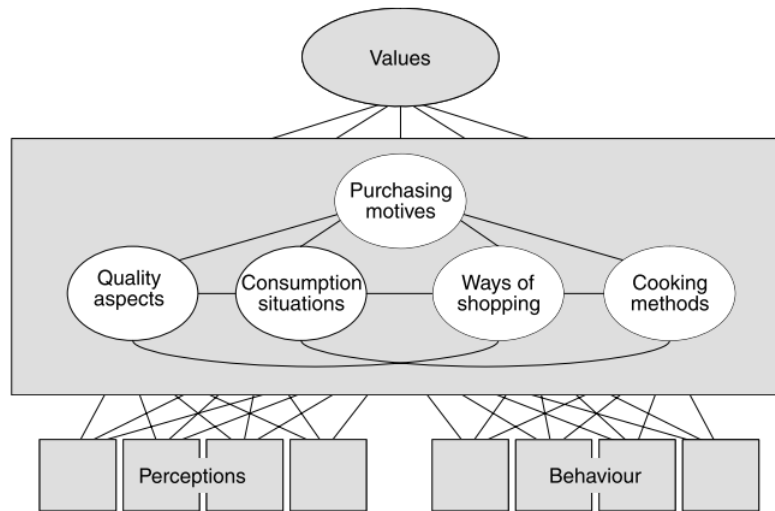 Values
Purchasing
motives
Quality
aspects
Consumption
situations
Ways of
shopping
Cooking
methods
Perceptions
Behaviour